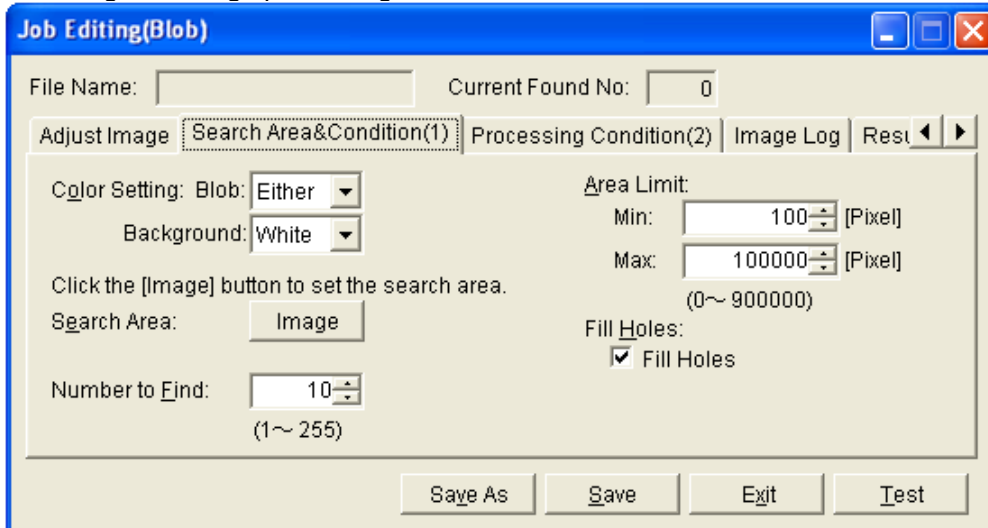 Job Editing(Blob)
File Name:
Current Found No: 0
Adjust Image
Search Area&Condition(1)
Processing Condition(2)
Image Log
Resu
Color Setting: Blob: Either
Background: White
Click the [Image] button to set the search area.
Search Area: Image
Number to Find: 10
(1～ 255)
Area Limit:
Min: 100 [Pixel]
Max: 100000 [Pixel]
(0～ 900000)
Fill Holes:
Fill Holes
Save As
Save
Exit
Test